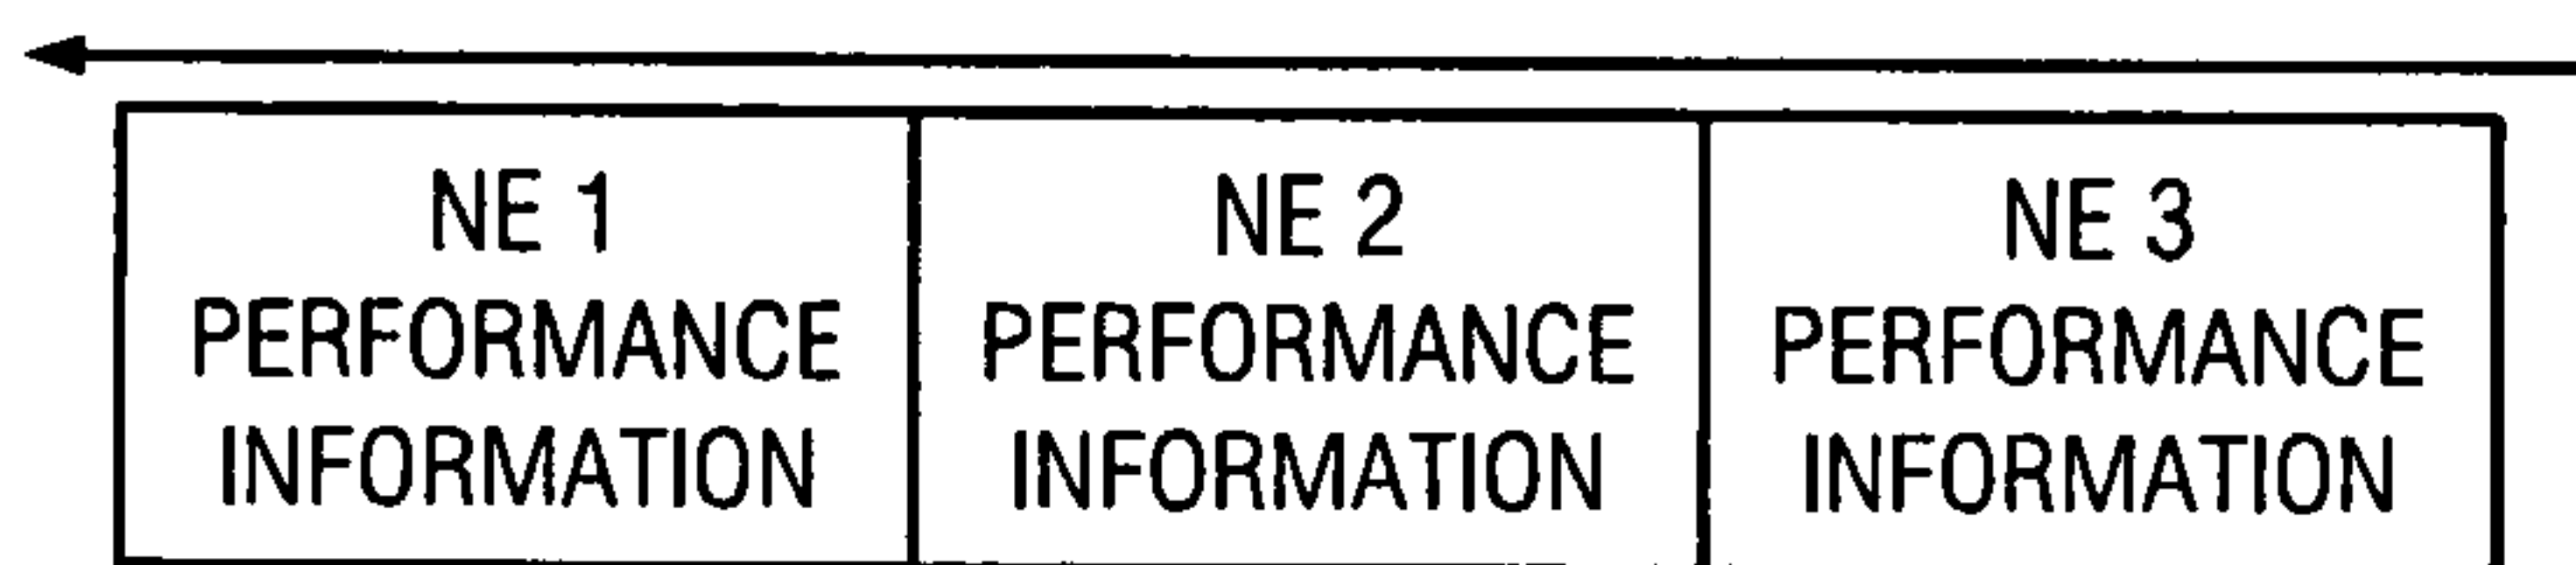 NE 1
PERFORMANCE
INFORMATION
NE 2
PERFORMANCE
INFORMATION
NE 3
PERFORMANCE
INFORMATION